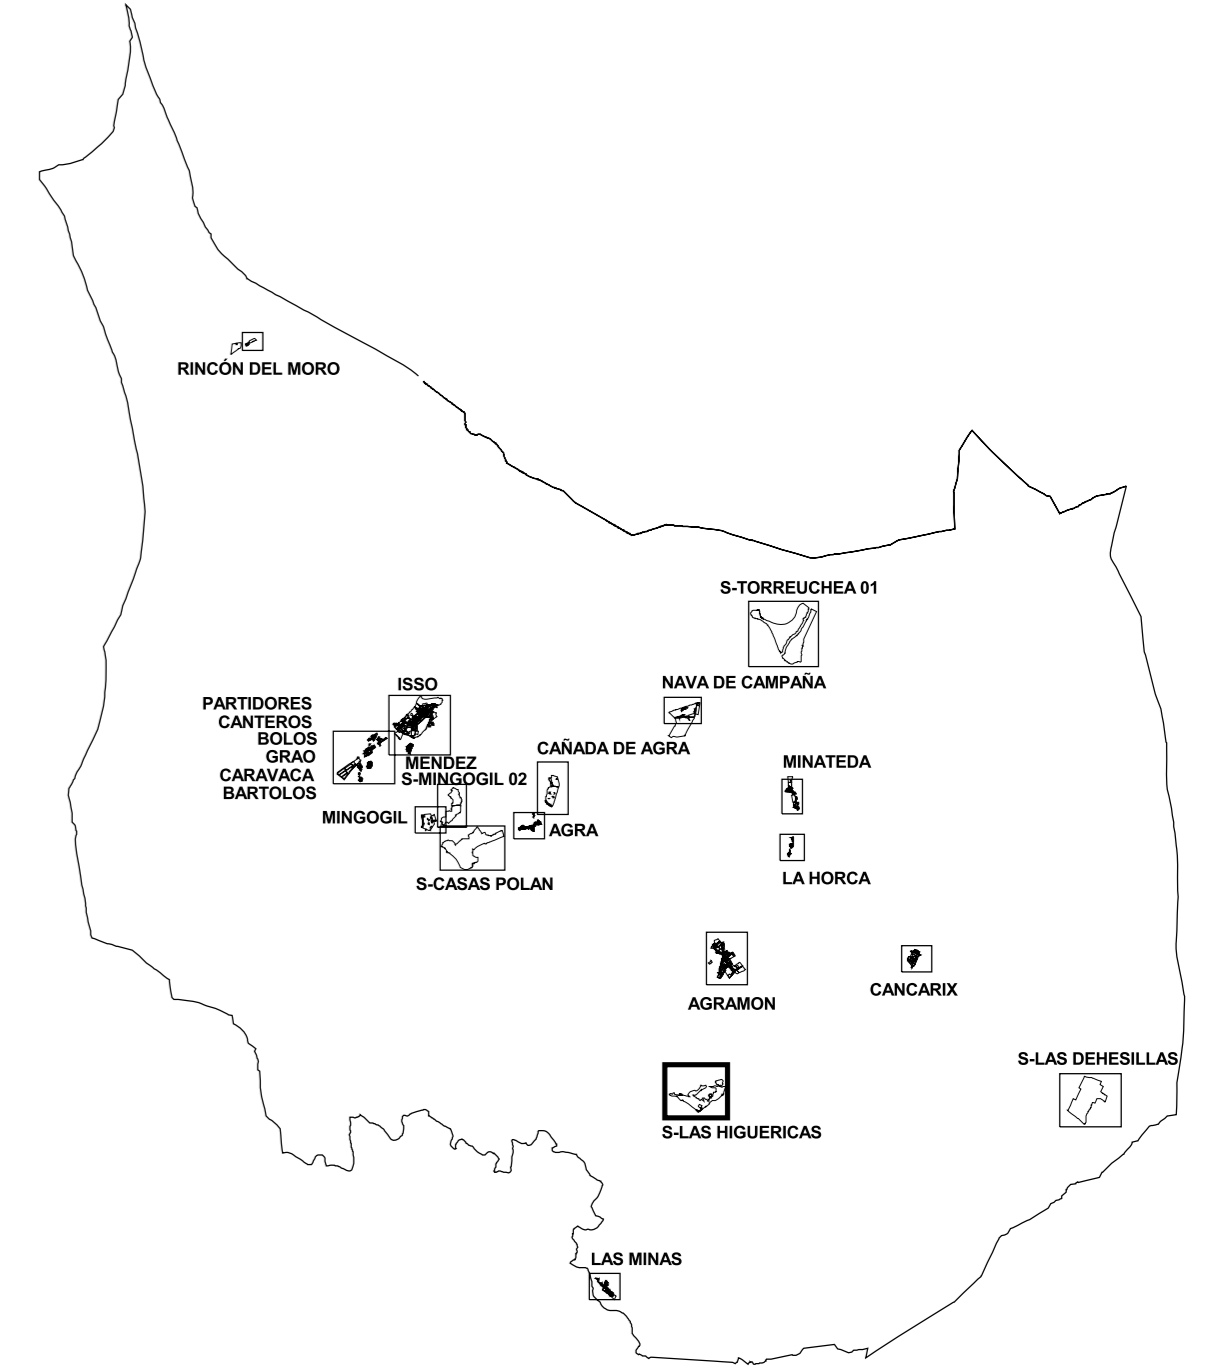 RINCÓN DEL MORO
S-TORREUCHEA 01
ISSO
NAVA DE CAMPAÑA
PARTIDORES
CANTEROS
BOLOS
GRAO
CARAVACA
BARTOLOS
CAÑADA DE AGRA
MENDEZ
S-MINGOGIL 02
MINATEDA
MINGOGIL
AGRA
S-CASAS POLAN
LA HORCA
AGRAMON
CANCARIX
S-LAS DEHESILLAS
S-LAS HIGUERICAS
LAS MINAS